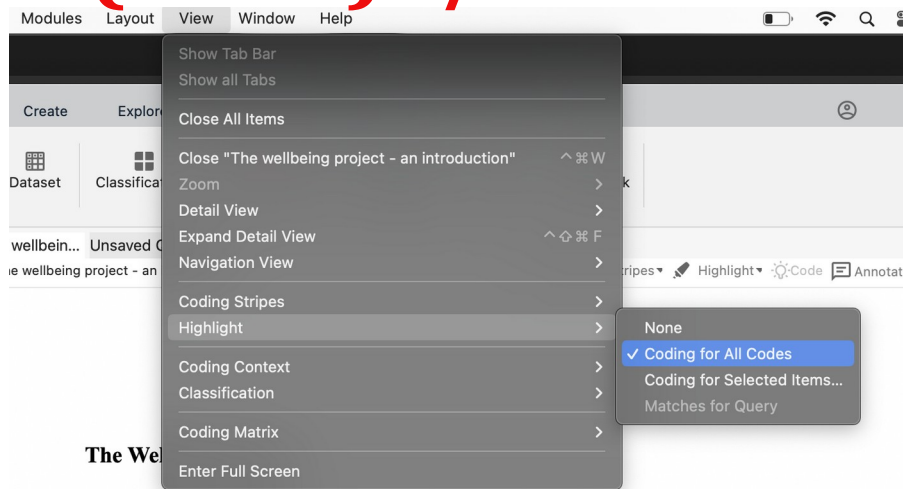 Modules Layout View Window Help
Show Tab Bar
Show all Tabs
Close All Items
Close "The wellbeing project - an introduction" ^⌘W
Zoom >
Detail View >
Expand Detail View ^⇧⌘F
Navigation View >
Coding Stripes >
Highlight >
Coding Context >
Classification >
Coding Matrix >
Enter Full Screen
None
✓ Coding for All Codes
Coding for Selected Items...
Matches for Query
Create Explor
Dataset Classifica k
wellbein... Unsaved
e wellbeing project - an
ripes Highlight Code Annotat
The Wel